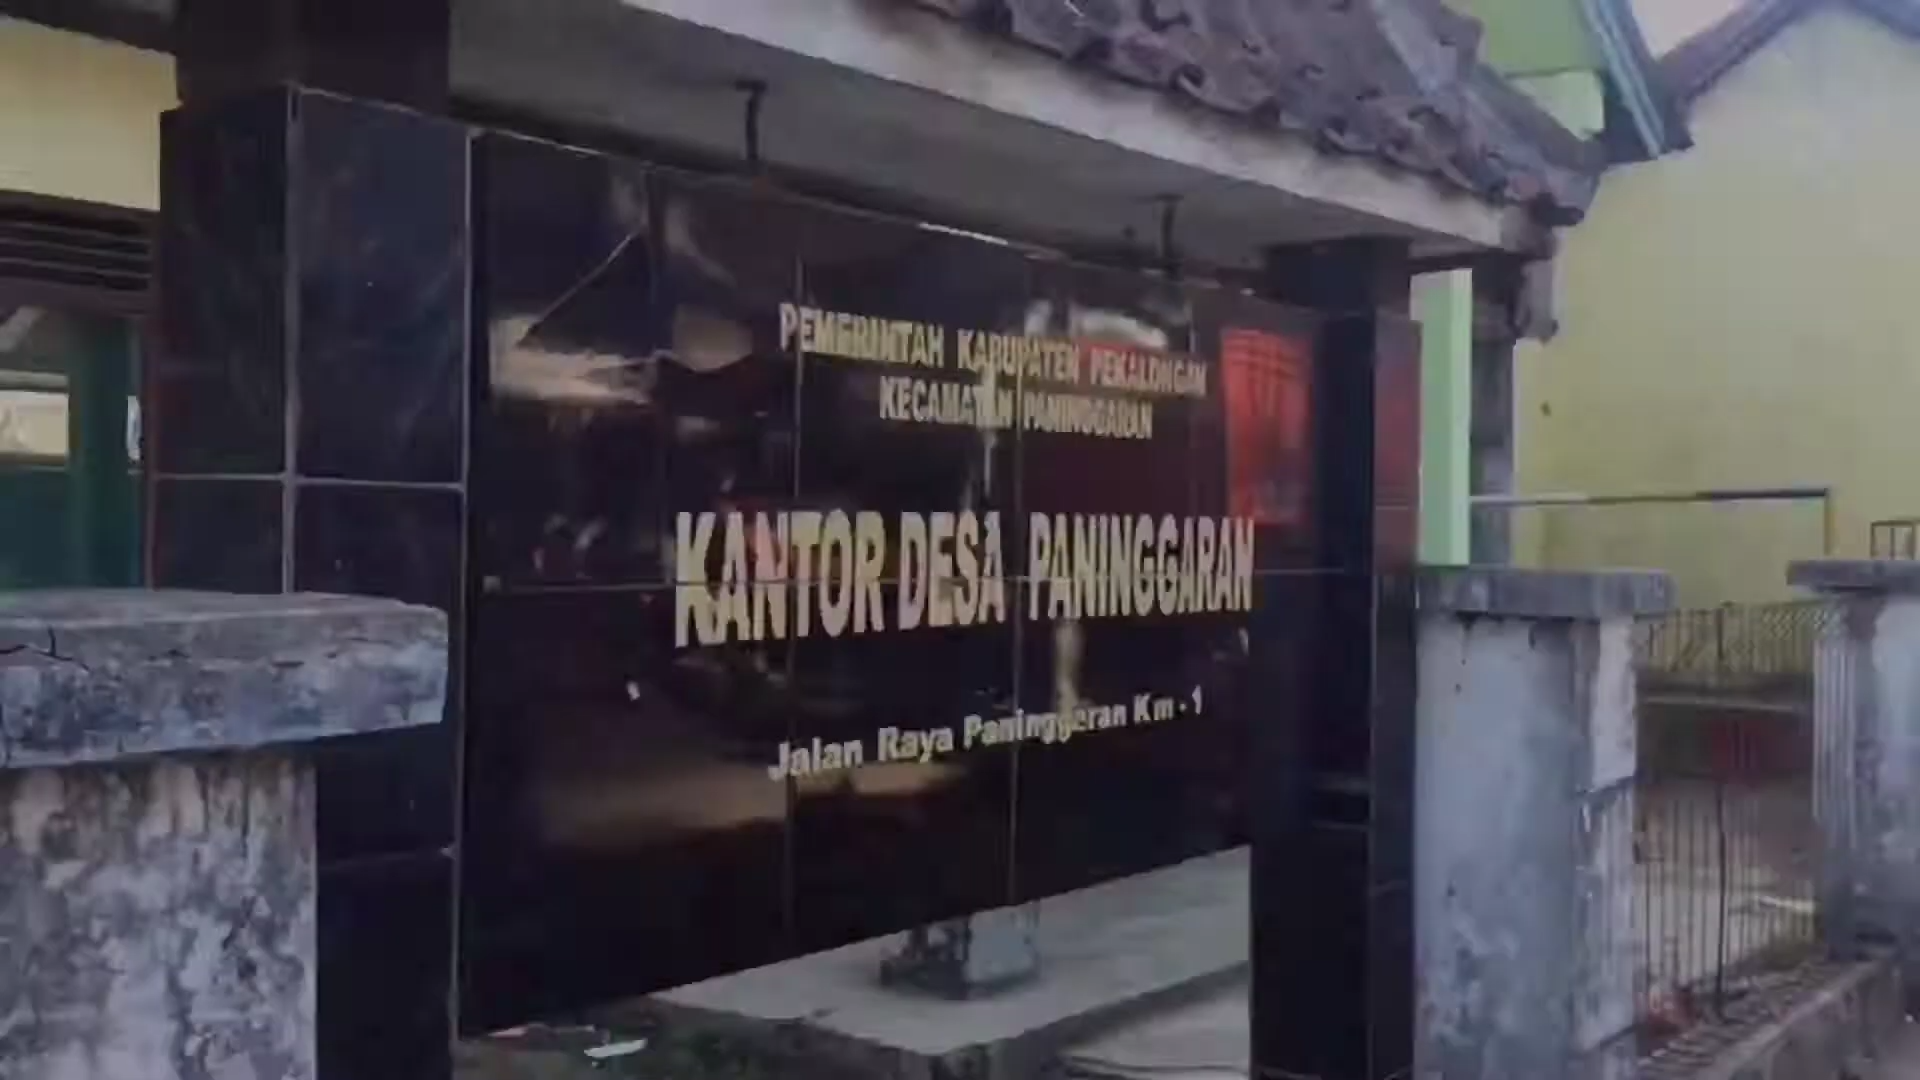 PEMERINTAH KABUPATEN PEKALONGAN
KECAMATAN PANINGGARAN
KANTOR DESA PANINGGARAN
Jalan Raya Paninggaran Km - 1